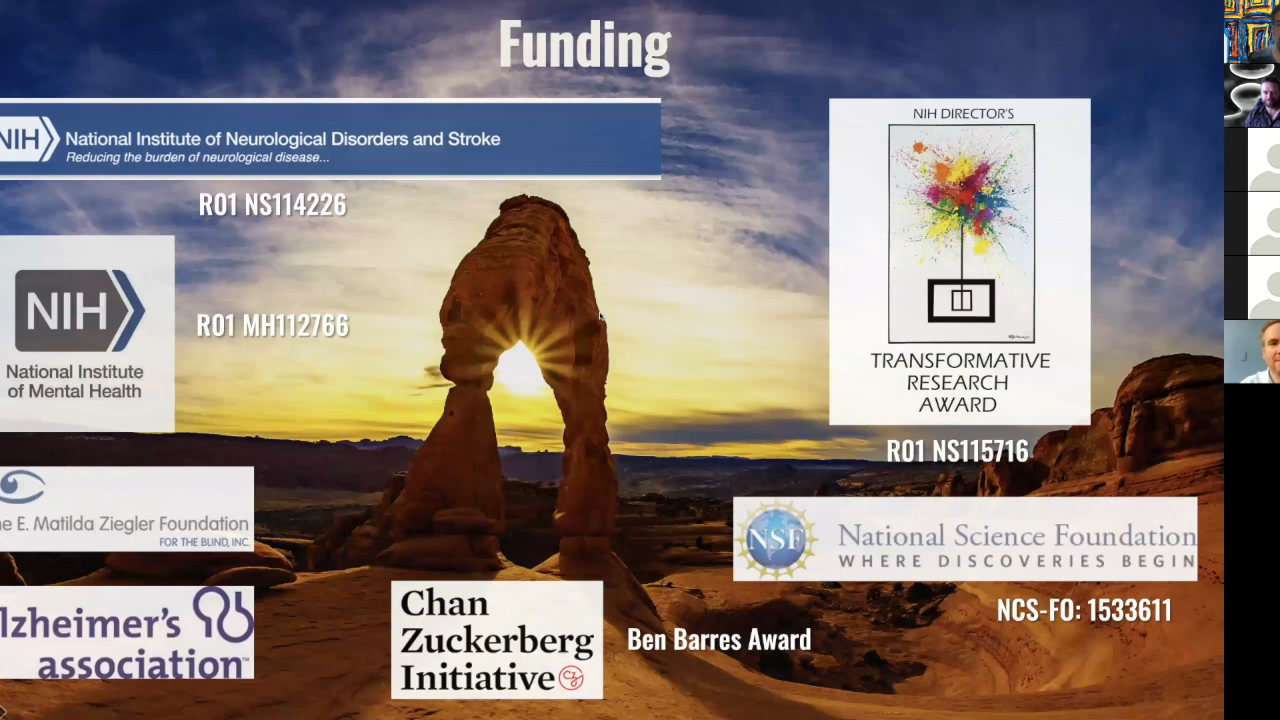 Funding
NIH
National Institute of Neurological Disorders and Stroke
Reducing the burden of neurological disease...
R01 NS114226
NIH
National Institute
of Mental Health
R01 MH112766
NIH DIRECTOR'S
TRANSFORMATIVE
RESEARCH
AWARD
R01 NS115716
E. Matilda Ziegler Foundation
FOR THE BLIND, INC.
NSF
National Science Foundation
WHERE DISCOVERIES BEGIN
NCS-FO: 1533611
lzheimer's
association
Chan
Zuckerberg
Initiative
CZI
Ben Barres Award